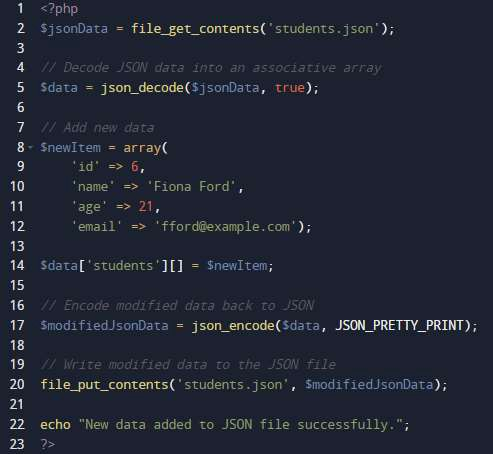 1 <?php
2 $jsonData = file_get_contents('students.json');
3
4 // Decode JSON data into an associative array
5 $data = json_decode($jsonData, true);
6
7 // Add new data
8 $newItem = array(
9 'id' => 6,
10 'name' => 'Fiona Ford',
11 'age' => 21,
12 'email' => 'fford@example.com');
13
14 $data['students'][] = $newItem;
15
16 // Encode modified data back to JSON
17 $modifiedJsonData = json_encode($data, JSON_PRETTY_PRINT);
18
19 // Write modified data to the JSON file
20 file_put_contents('students.json', $modifiedJsonData);
21
22 echo "New data added to JSON file successfully.";
23 ?>